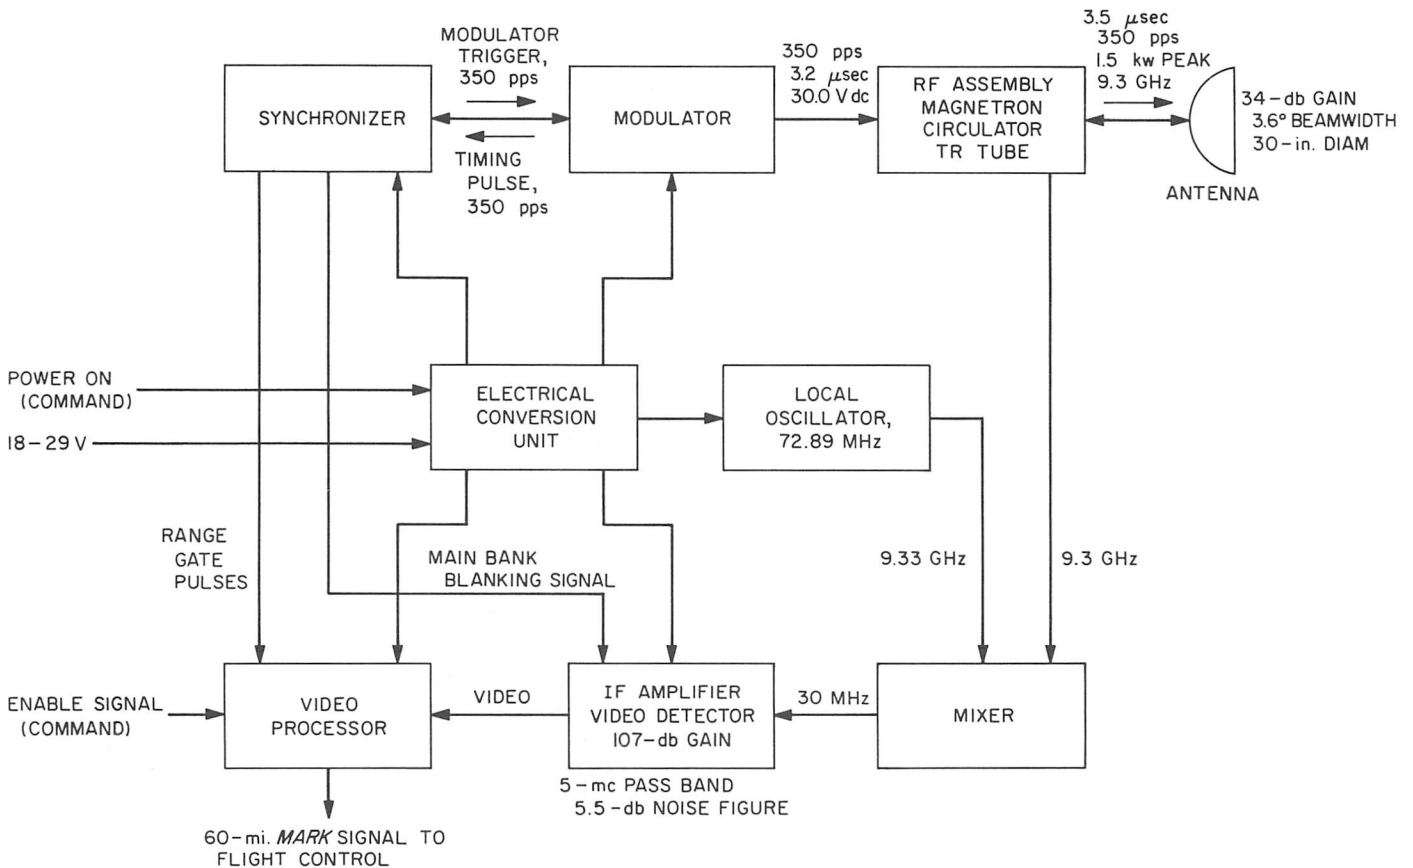 MODULATOR
TRIGGER,
350 pps
SYNCHRONIZER
TIMING
PULSE,
350 pps
MODULATOR
350 pps
3.2 μsec
30.0 V dc
RF ASSEMBLY
MAGNETRON
CIRCULATOR
TR TUBE
3.5 μsec
350 pps
1.5 kw PEAK
9.3 GHz
34-db GAIN
3.6° BEAMWIDTH
30-in. DIAM
ANTENNA
POWER ON
(COMMAND)
18-29 V
ELECTRICAL
CONVERSION
UNIT
LOCAL
OSCILLATOR,
72.89 MHz
RANGE
GATE
PULSES
MAIN BANK
BLANKING SIGNAL
9.33 GHz
9.3 GHz
ENABLE SIGNAL
(COMMAND)
VIDEO
PROCESSOR
VIDEO
IF AMPLIFIER
VIDEO DETECTOR
107-db GAIN
30 MHz
MIXER
5-mc PASS BAND
5.5-db NOISE FIGURE
60-mi. MARK SIGNAL TO
FLIGHT CONTROL